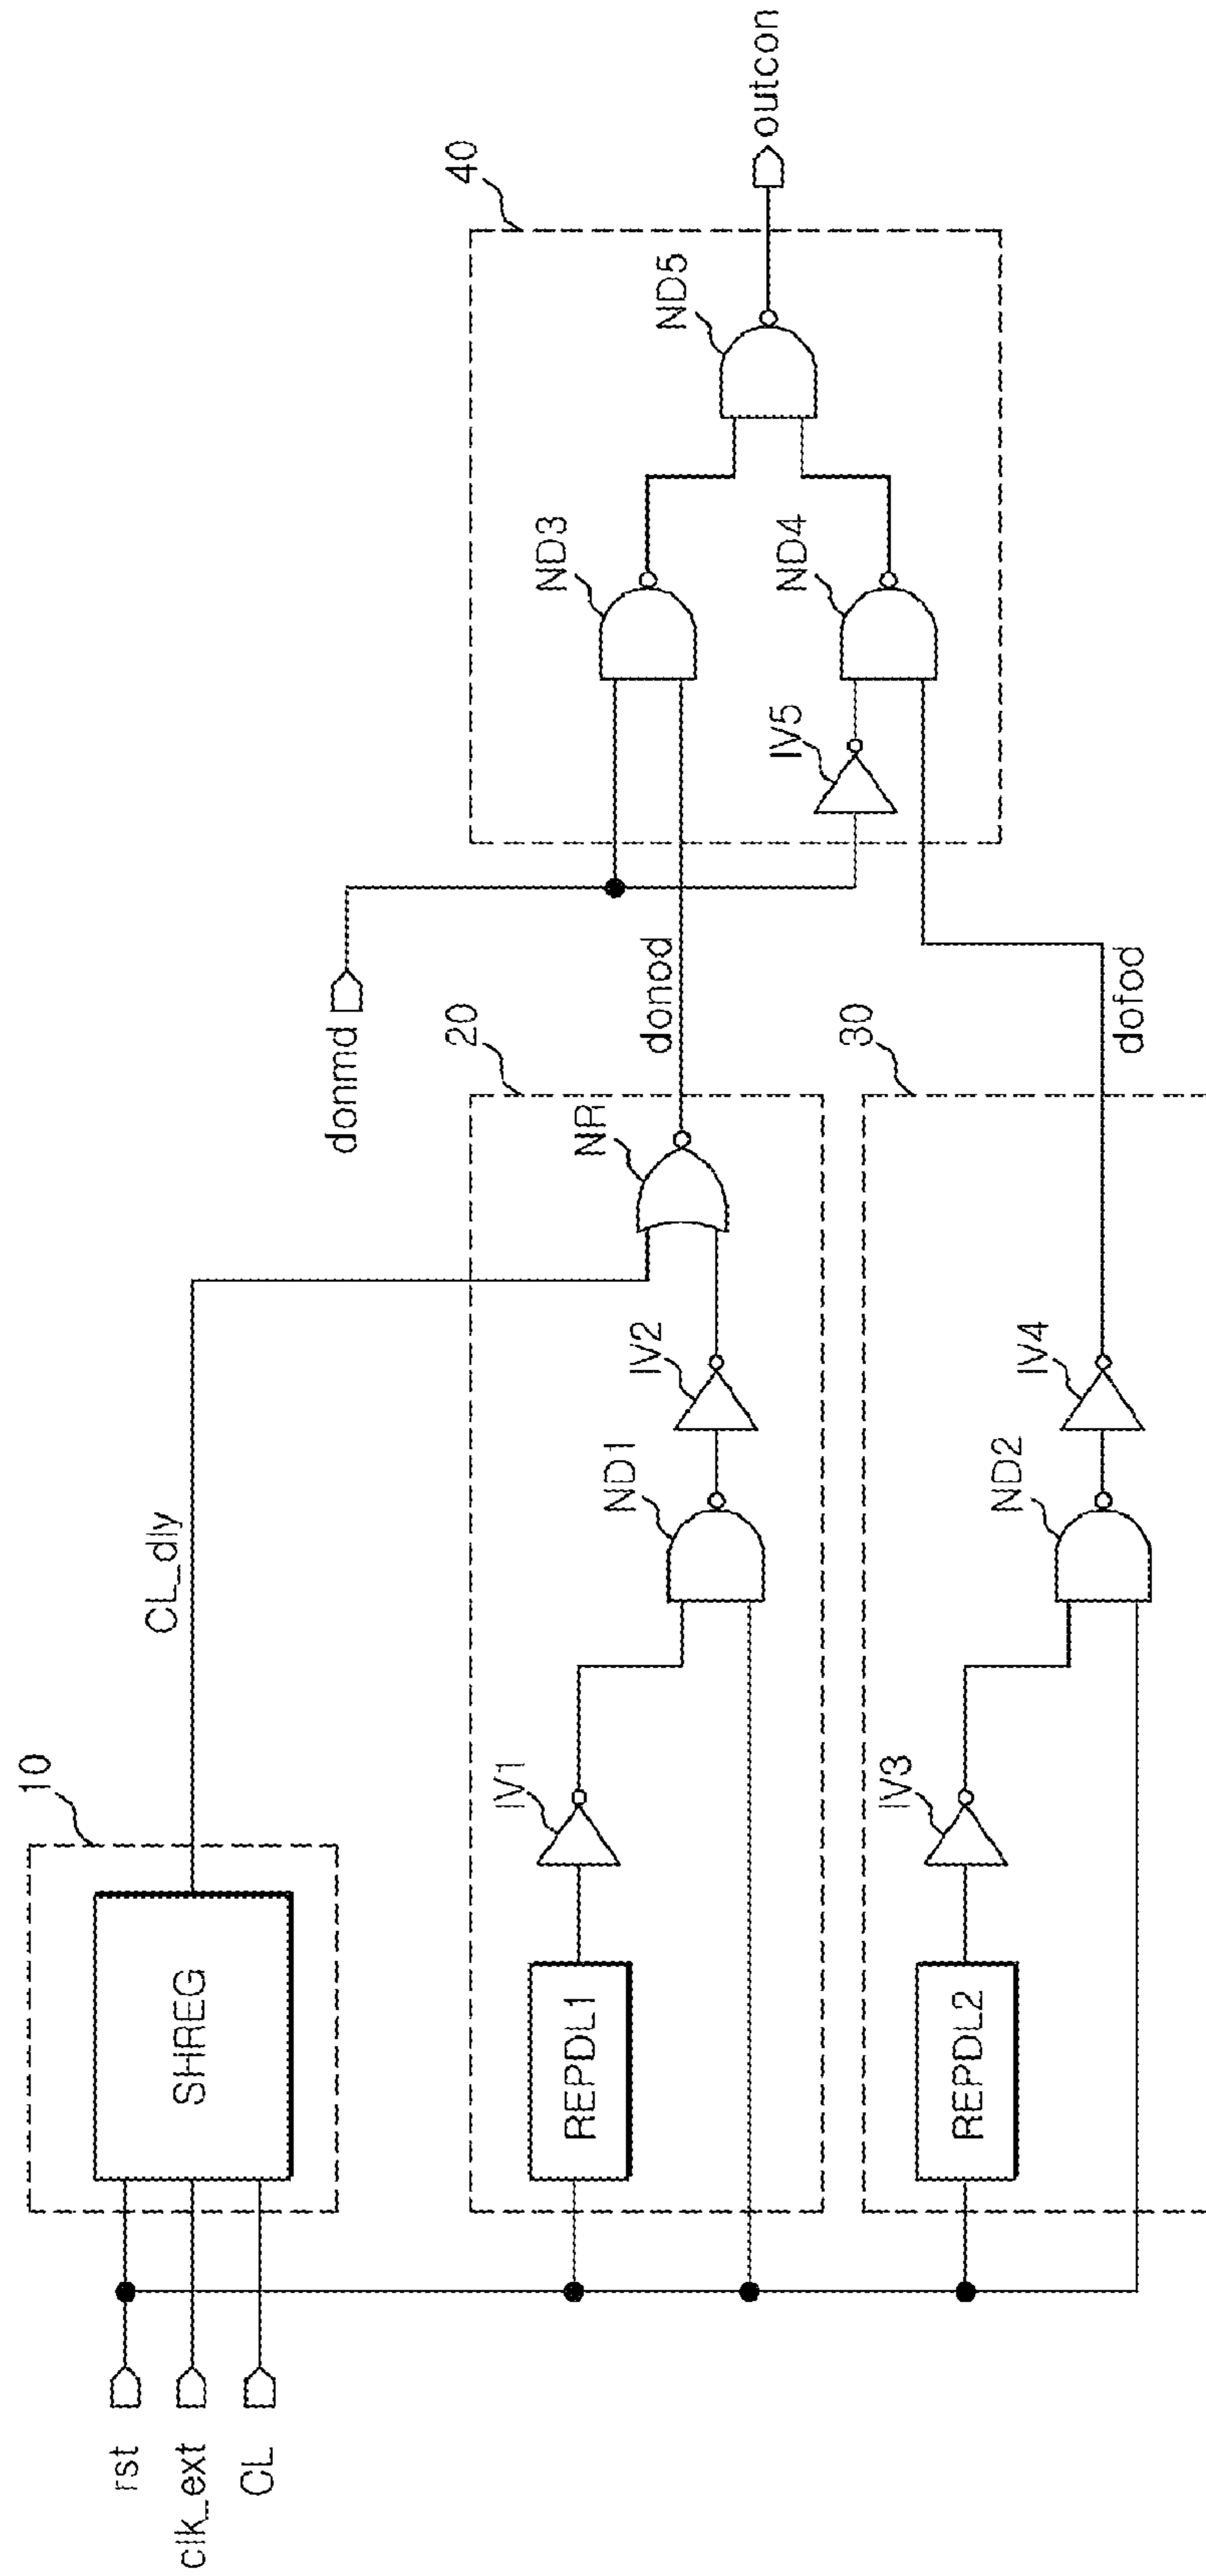 rst
clk_ext
CL
10
SHREG
CL_dly
20
REPDL1
IV1
ND1
IV2
NR
donod
donmd
30
REPDL2
IV3
ND2
IV4
dofod
40
ND3
IV5
ND4
ND5
outcon